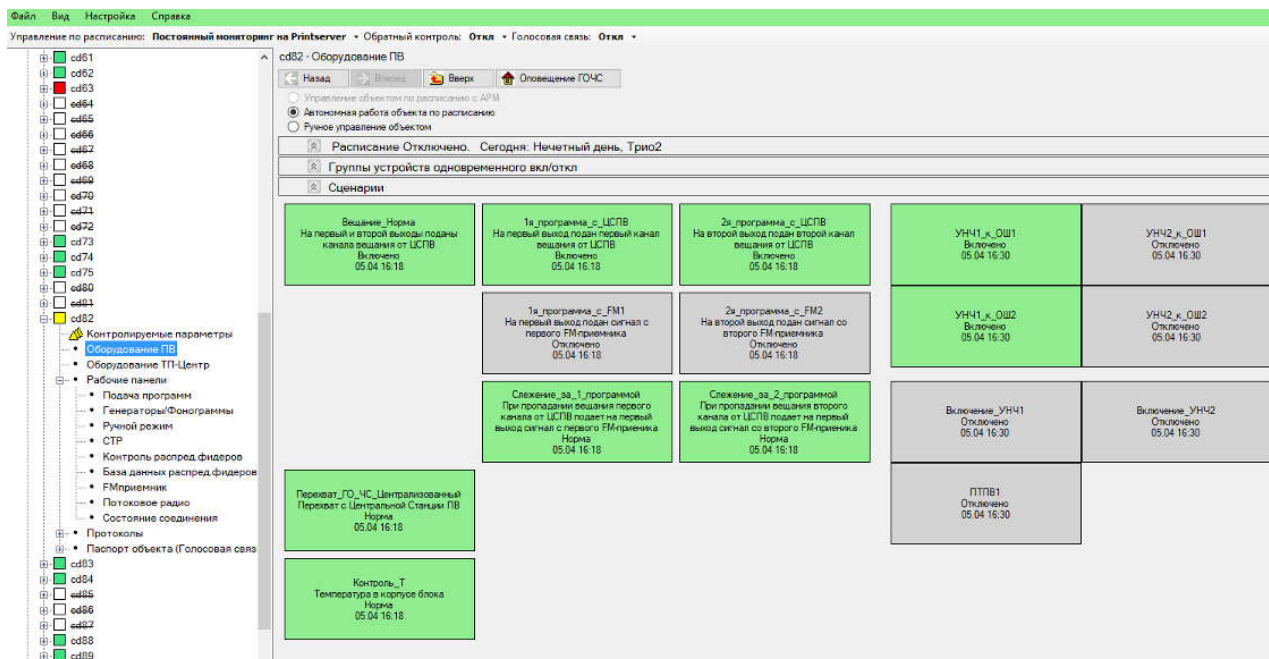 Файл Вид Настройка Справка
Управление по расписанию: Постоянный мониторинг на Printserver Обратный контроль: Откл Голосовая связь: Откл
cd61
cd62
cd63
cd64
cd65
cd66
cd67
cd68
cd69
cd70
cd71
cd72
cd73
cd74
cd75
cd80
cd81
cd82
Контролируемые параметры
Оборудование ПВ
Оборудование ТП-Центр
Рабочие панели
Подача программ
Генераторы/Фонограммы
Ручной режим
СТР
Контроль распред.фидеров
База данных распред.фидеров
FMприемник
Потоковое радио
Состояние соединения
Протоколы
Паспорт объекта (Голосовая связ
cd83
cd84
cd85
cd86
cd87
cd88
cd89
cd82 - Оборудование ПВ
Назад Вперед Вверх Оповещение ГОЧС
Управление объектом по расписанию с АРМ
Автономная работа объекта по расписанию
Ручное управление объектом
Расписание Отключено. Сегодня: Нечетный день, Трио2
Группы устройств одновременного вкл/откл
Сценарии
Вещание_Норма
На первый и второй выходы поданы
канала вещания от ЦСПВ
Включено
05.04 16:18
1я_программа_с_ЦСПВ
На первый выход подан первый канал
вещания от ЦСПВ
Включено
05.04 16:18
2я_программа_с_ЦСПВ
На второй выход подан второй канал
вещания от ЦСПВ
Включено
05.04 16:18
УНЧ1_к_ОШ1
Включено
05.04 16:30
УНЧ2_к_ОШ1
Отключено
05.04 16:30
1я_программа_с_FM1
На первый выход подан сигнал с
первого FM-приемника
Отключено
05.04 16:18
2я_программа_с_FM2
На второй выход подан сигнал со
второго FM-приемника
Отключено
05.04 16:18
УНЧ1_к_ОШ2
Включено
05.04 16:30
УНЧ2_к_ОШ2
Отключено
05.04 16:30
Слежение_за_1_программой
При пропадании вещания первого
канала от ЦСПВ подает на первый
выход сигнал с первого FM-приеника
Норма
05.04 16:18
Слежение_за_2_программой
При пропадании вещания второго
канала от ЦСПВ подает на первый
выход сигнал со второго FM-приеника
Норма
05.04 16:18
Включение_УНЧ1
Отключено
05.04 16:30
Включение_УНЧ2
Отключено
05.04 16:30
Перехват_ГО_ЧС_Централизованный
Перехват с Центральной Станции ПВ
Норма
05.04 16:18
ПТПВ1
Отключено
05.04 16:30
Контроль_Т
Температура в корпусе блока
Норма
05.04 16:18